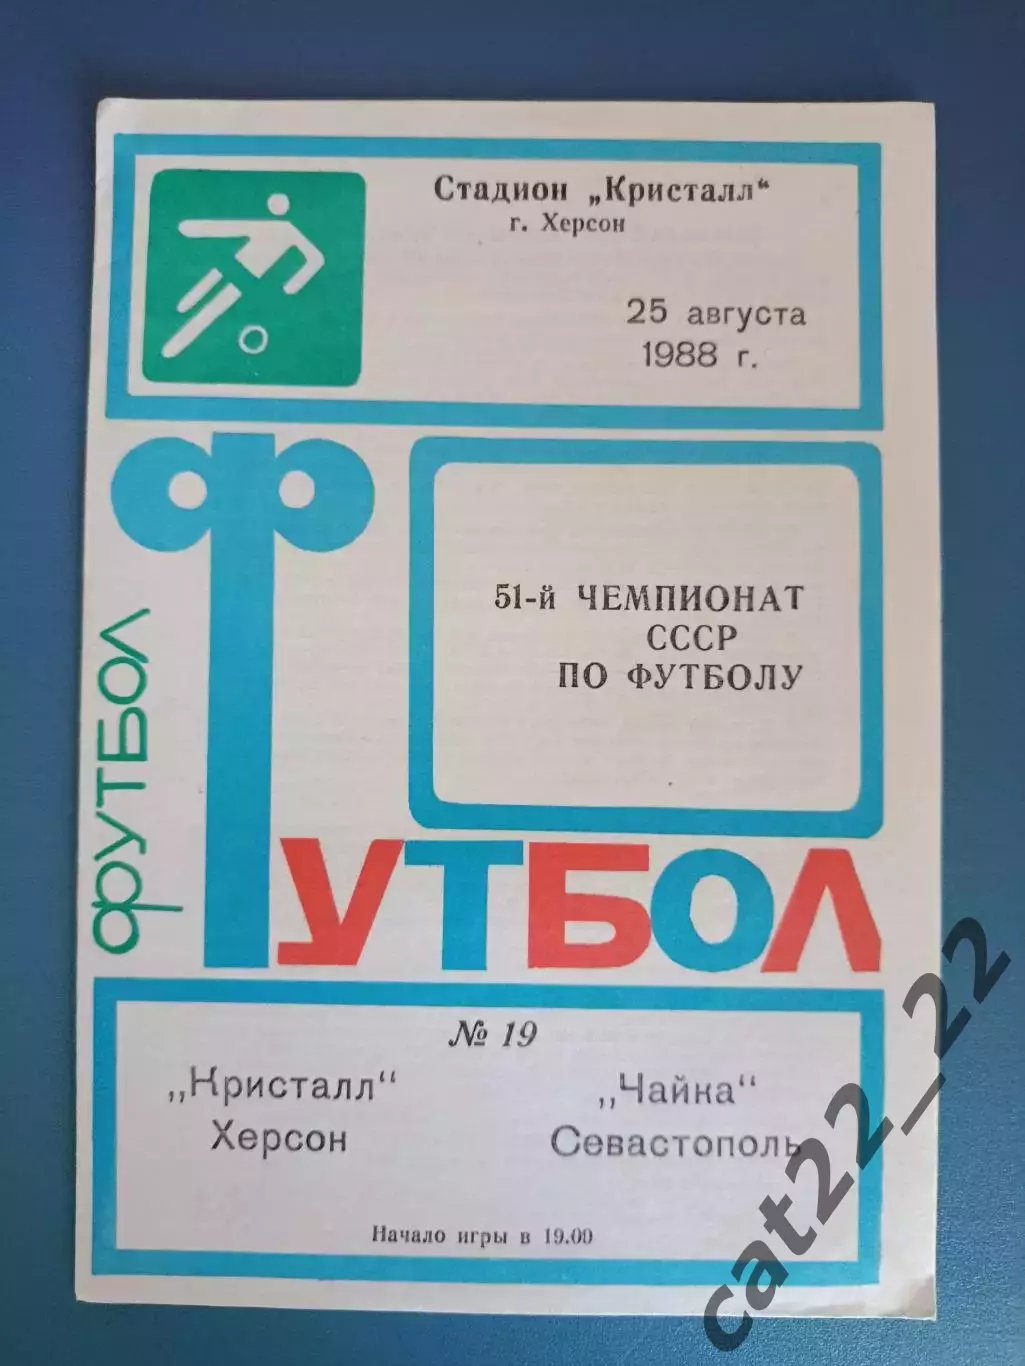 Стадион „Кристалл“
г. Херсон
25 августа
1988 г.
51-й ЧЕМПИОНАТ
СССР
ПО ФУТБОЛУ
ФУТБОЛ
ФУТБОЛ
№ 19
„Кристалл“
Херсон
„Чайка“
Севастополь
Начало игры в 19.00
cat22_22